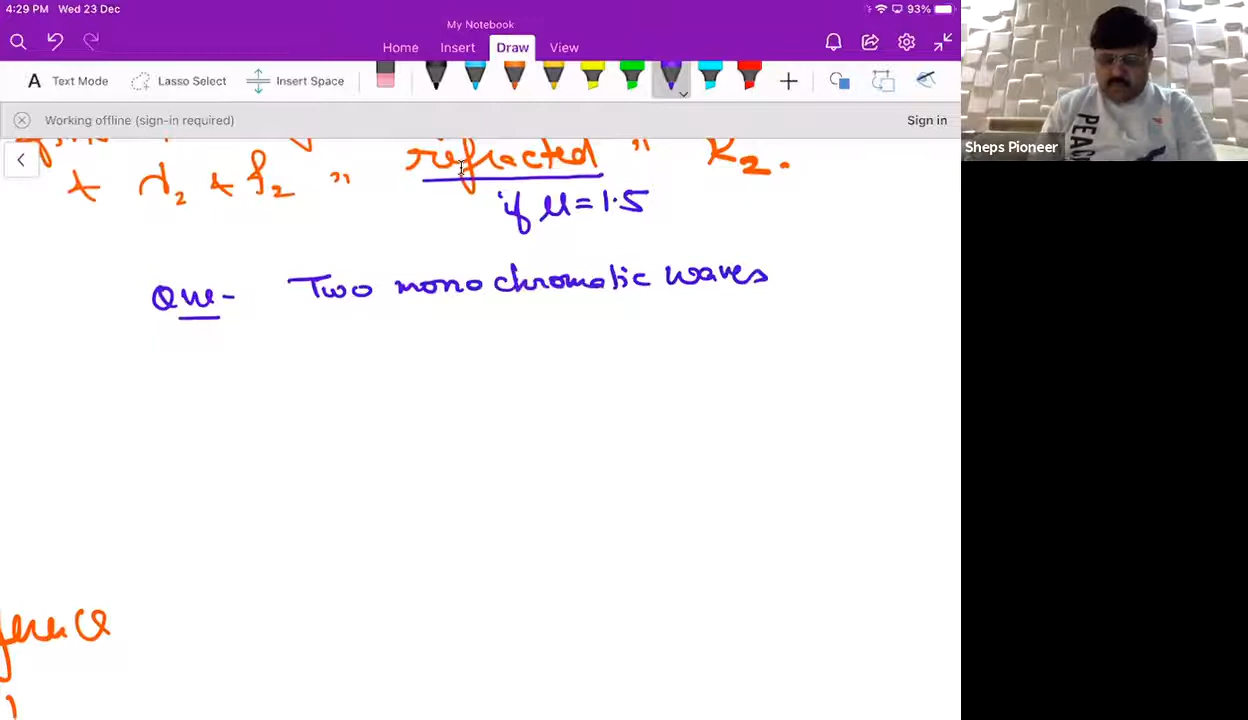 4:29 PM Wed 23 Dec
93%
My Notebook
Home Insert Draw View
Text Mode Lasso Select Insert Space
Working offline (sign-in required) Sign in
Sheps Pioneer
refracted " R2.
+ λ2 + f2 "
if μ = 1.5
Que- Two monochromatic waves